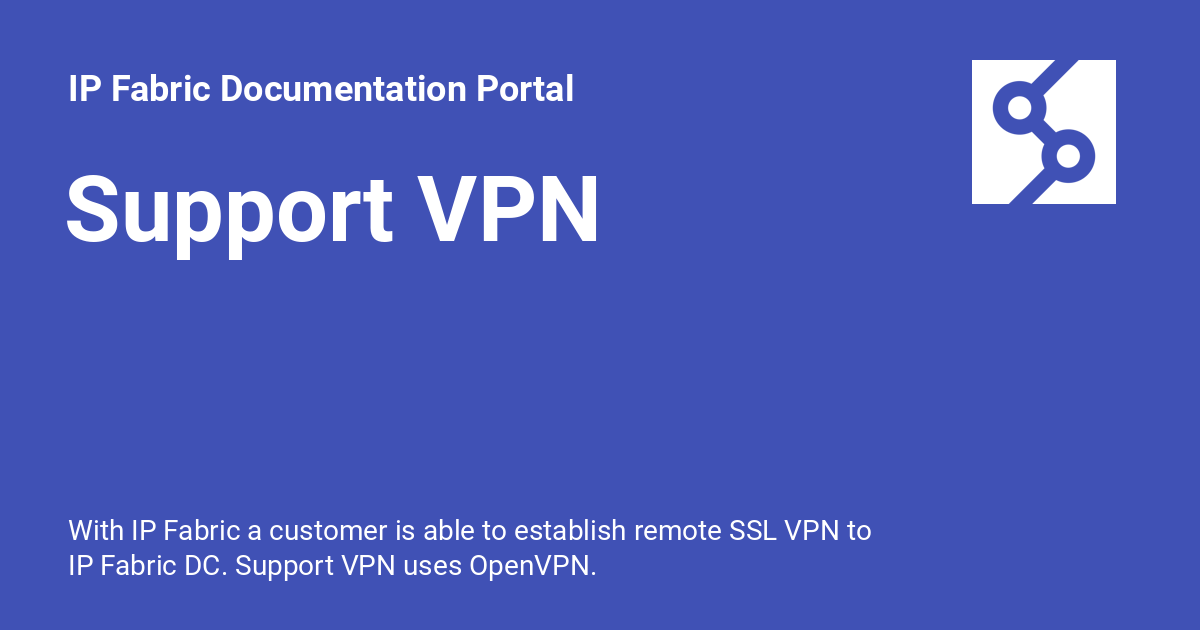 IP Fabric Documentation Portal
Support VPN
With IP Fabric a customer is able to establish remote SSL VPN to
IP Fabric DC. Support VPN uses OpenVPN.